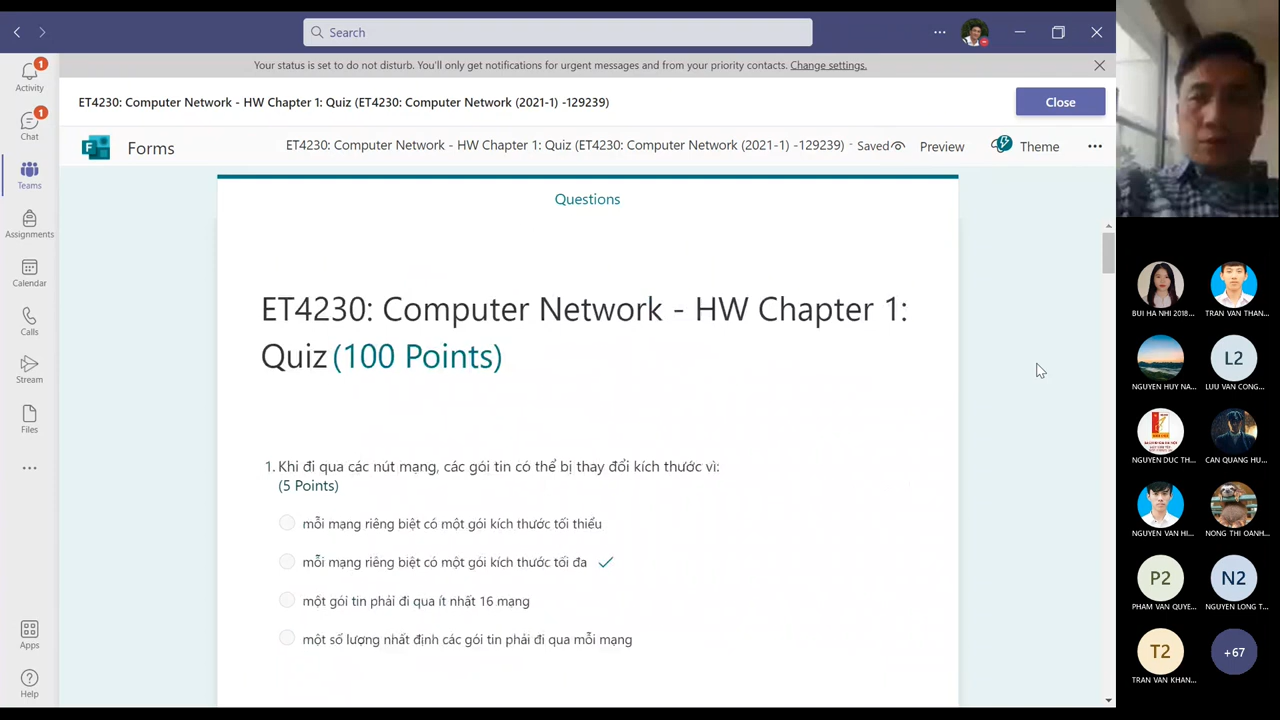 Search
Your status is set to do not disturb. You'll only get notifications for urgent messages and from your priority contacts. Change settings.
Activity
1
Chat
1
Teams
Assignments
Calendar
Calls
Stream
Files
Apps
Help
ET4230: Computer Network - HW Chapter 1: Quiz (ET4230: Computer Network (2021-1) -129239)
Close
F
Forms
ET4230: Computer Network - HW Chapter 1: Quiz (ET4230: Computer Network (2021-1) -129239) - Saved
Preview
Theme
Questions
ET4230: Computer Network - HW Chapter 1:
Quiz (100 Points)
1. Khi đi qua các nút mạng, các gói tin có thể bị thay đổi kích thước vì:
(5 Points)
mỗi mạng riêng biệt có một gói kích thước tối thiểu
mỗi mạng riêng biệt có một gói kích thước tối đa
một gói tin phải đi qua ít nhất 16 mạng
một số lượng nhất định các gói tin phải đi qua mỗi mạng
BUI HA NHI 2018...
TRAN VAN THAN...
NGUYEN HUY NA...
L2
LUU VAN CONG...
NGUYEN DUC TH...
CAN QUANG HU...
NGUYEN VAN HI...
NONG THI OANH...
P2
PHAM VAN QUYE...
N2
NGUYEN LONG T...
T2
TRAN VAN KHAN...
+67